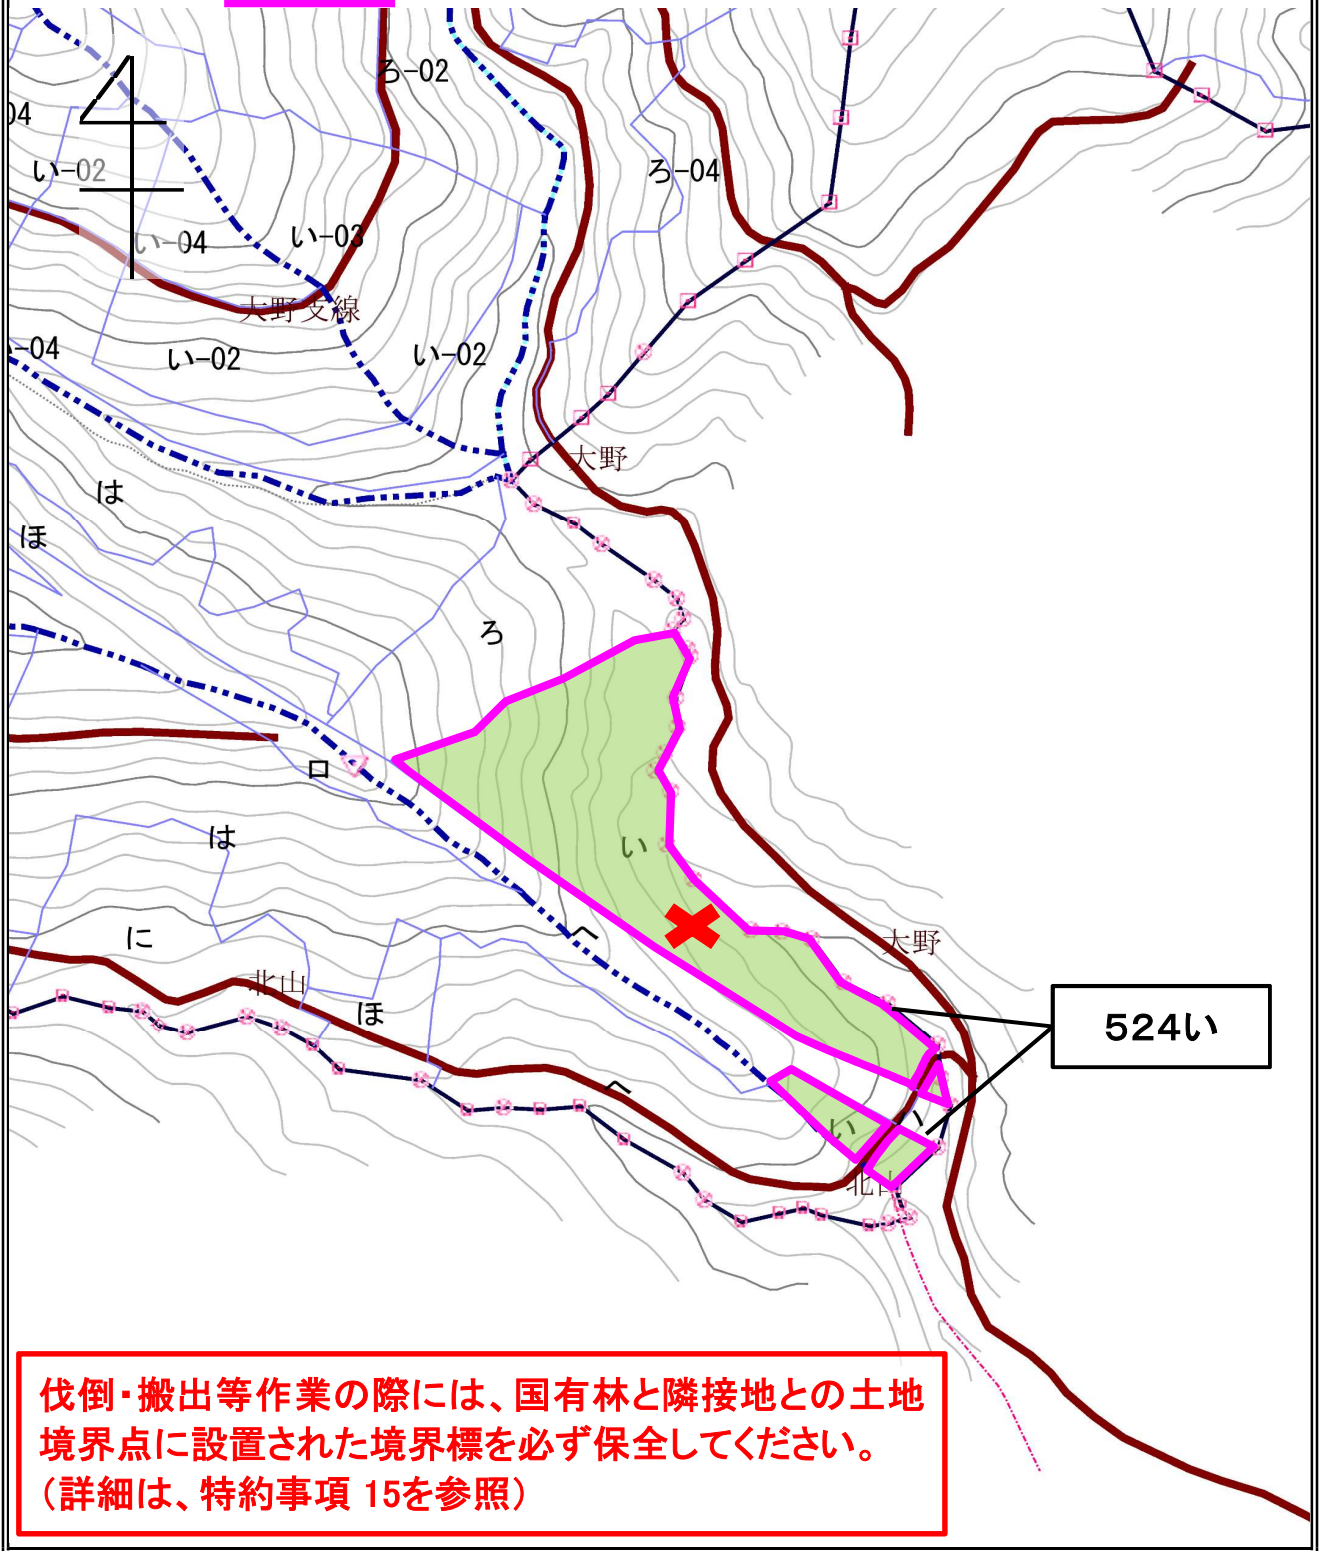 ろ-02
04
い-02
ろ-04
い-04
い-03
大野支線
-04
い-02
い-02
大野
は
ほ
ろ
ロ
は
い
へ
に
大野
北山
ほ
524い
へ
い
ハ
北山
伐倒・搬出等作業の際には、国有林と隣接地との土地
境界点に設置された境界標を必ず保全してください。
（詳細は、特約事項 15を参照）